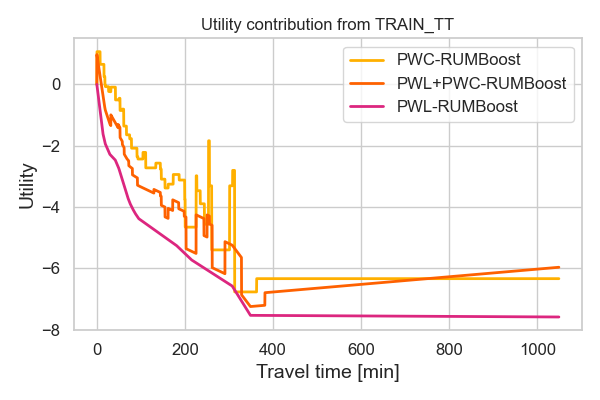 Utility contribution from TRAIN_TT
PWC-RUMBoost
PWL+PWC-RUMBoost
PWL-RUMBoost
Utility
0
−2
−4
−6
−8
0
200
400
600
800
1000
Travel time [min]